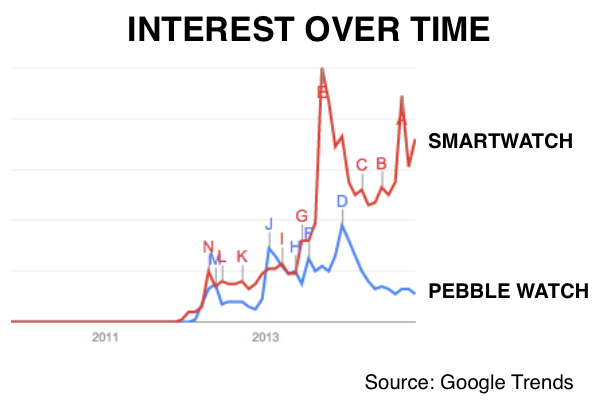 INTEREST OVER TIME
E
A
SMARTWATCH
C B
D
G
J
F
I
H
N
M
L
K
PEBBLE WATCH
2011 2013
Source: Google Trends